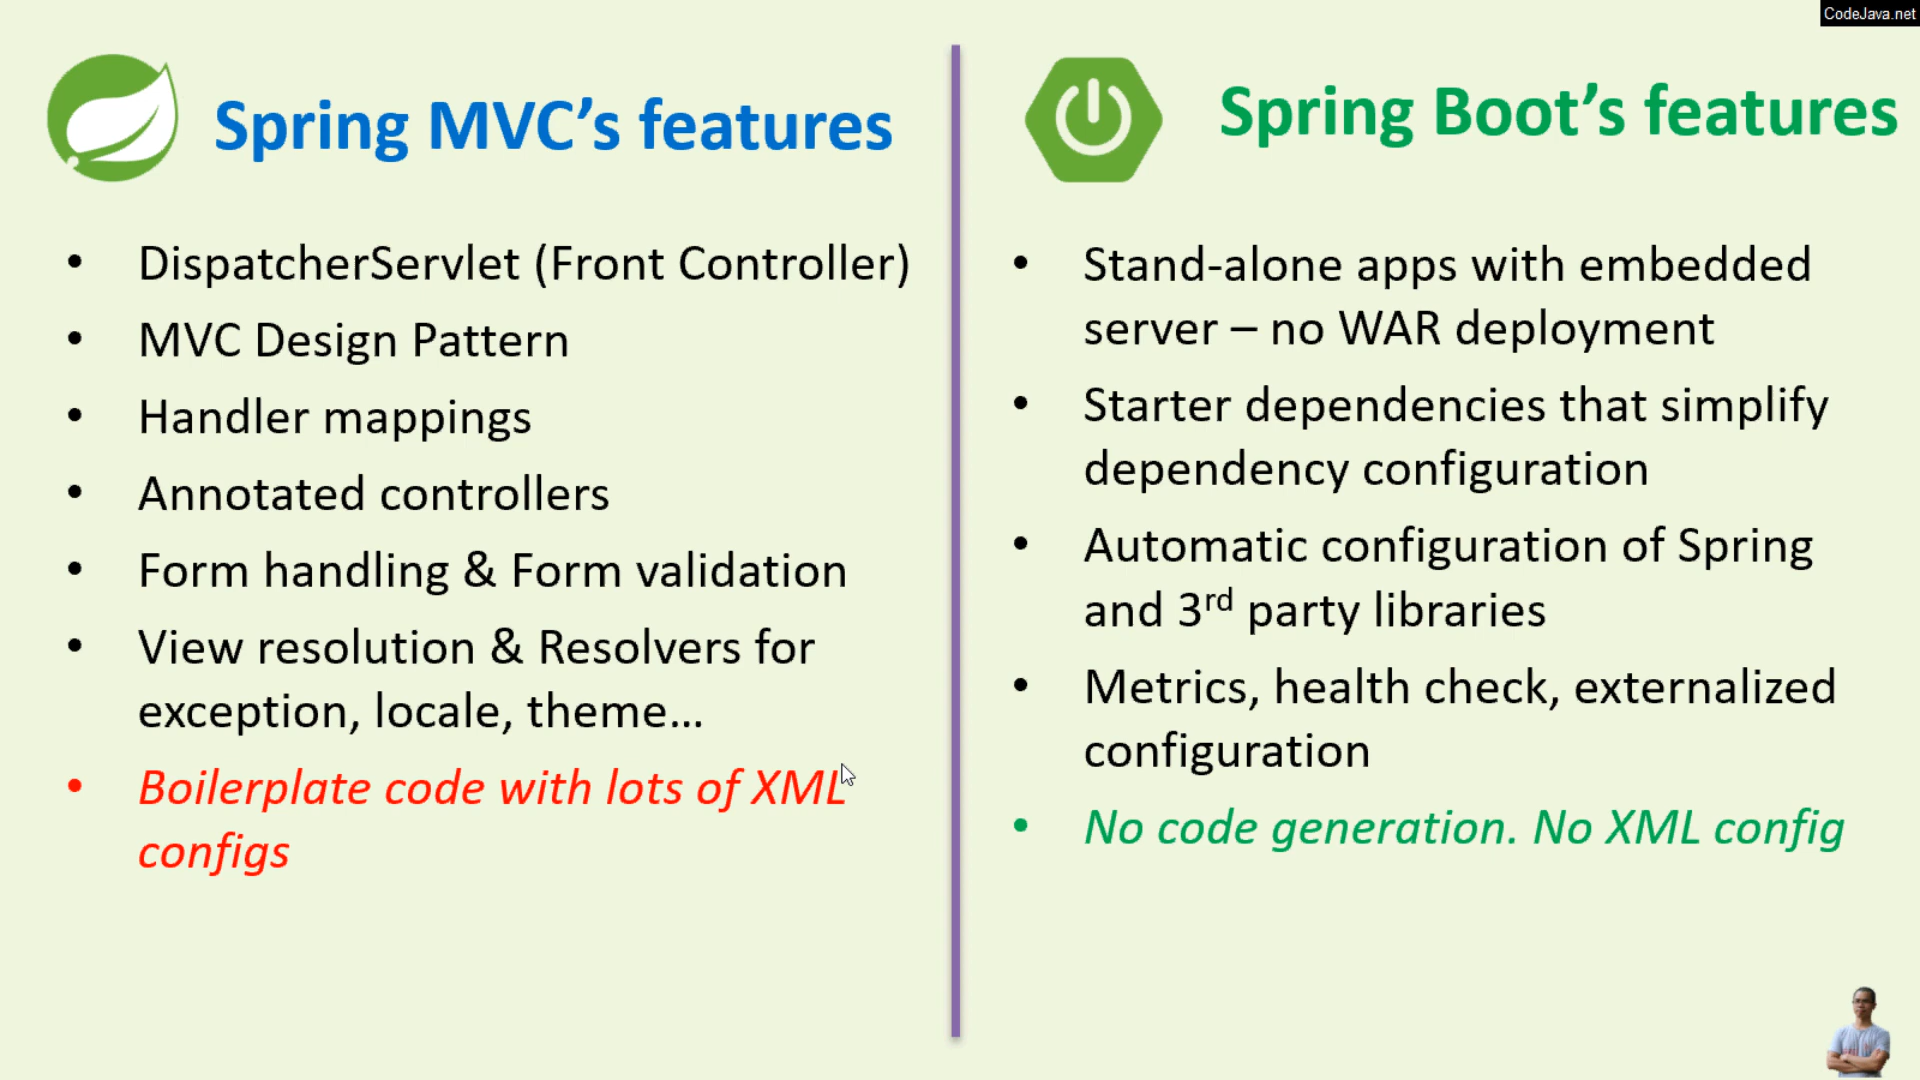 CodeJava.net
Spring MVC’s features
• DispatcherServlet (Front Controller)
• MVC Design Pattern
• Handler mappings
• Annotated controllers
• Form handling & Form validation
• View resolution & Resolvers for
exception, locale, theme…
• Boilerplate code with lots of XML
configs
Spring Boot’s features
• Stand-alone apps with embedded
server – no WAR deployment
• Starter dependencies that simplify
dependency configuration
• Automatic configuration of Spring
and 3rd party libraries
• Metrics, health check, externalized
configuration
• No code generation. No XML config